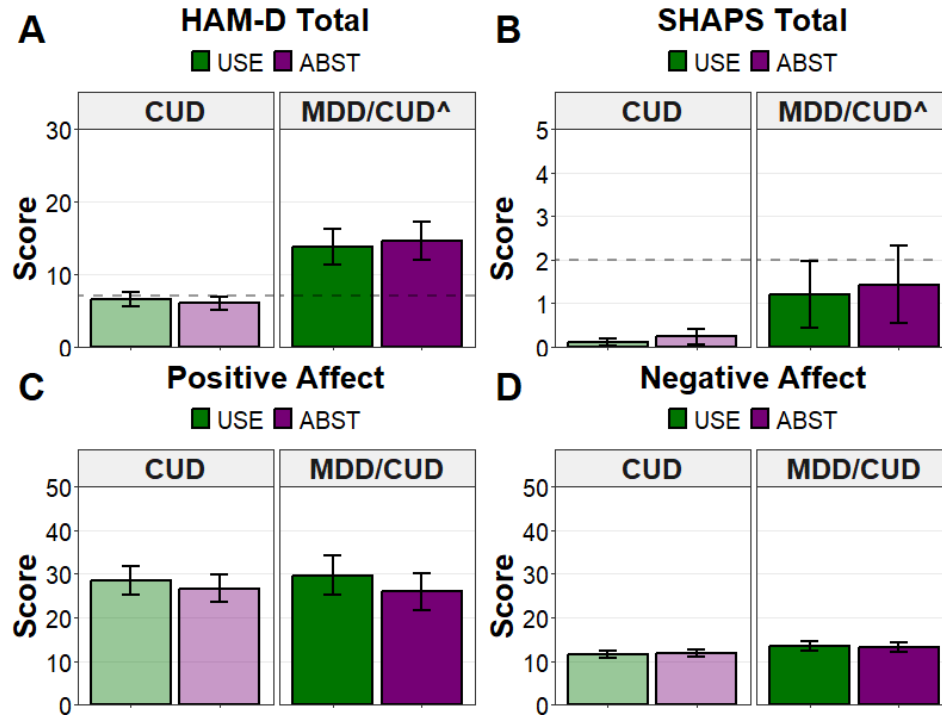 A HAM-D Total
USE ABST
CUD MDD/CUD^
30
20
10
0
Score
B SHAPS Total
USE ABST
CUD MDD/CUD^
5
4
3
2
1
0
Score
C Positive Affect
USE ABST
CUD MDD/CUD
50
40
30
20
10
0
Score
D Negative Affect
USE ABST
CUD MDD/CUD
50
40
30
20
10
0
Score